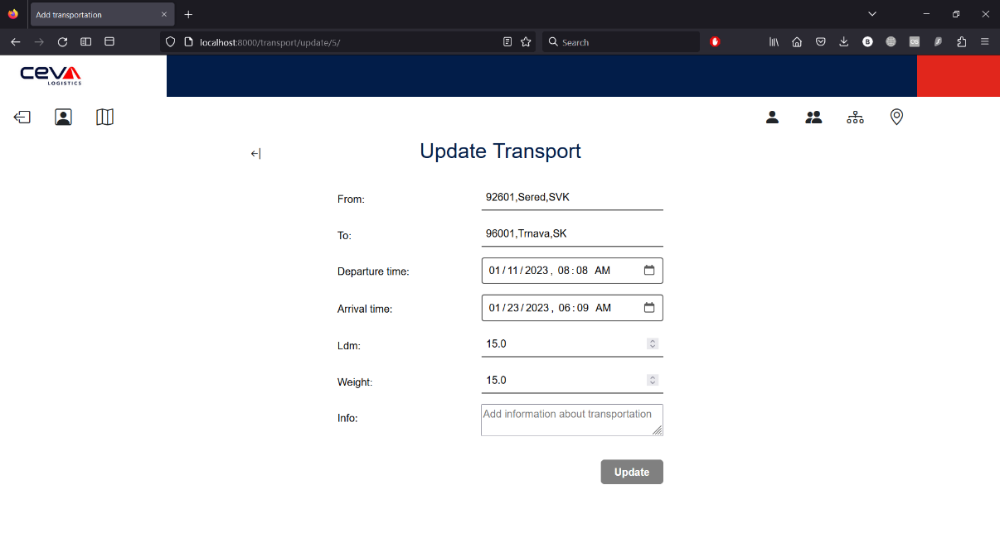 Add transportation
localhost:8000/transport/update/5/
Search
CEVA
LOGISTICS
Update Transport
From: 92601,Sered,SVK
To: 96001,Trnava,SK
Departure time: 01/11/2023, 08:08 AM
Arrival time: 01/23/2023, 06:09 AM
Ldm: 15.0
Weight: 15.0
Info: Add information about transportation
Update